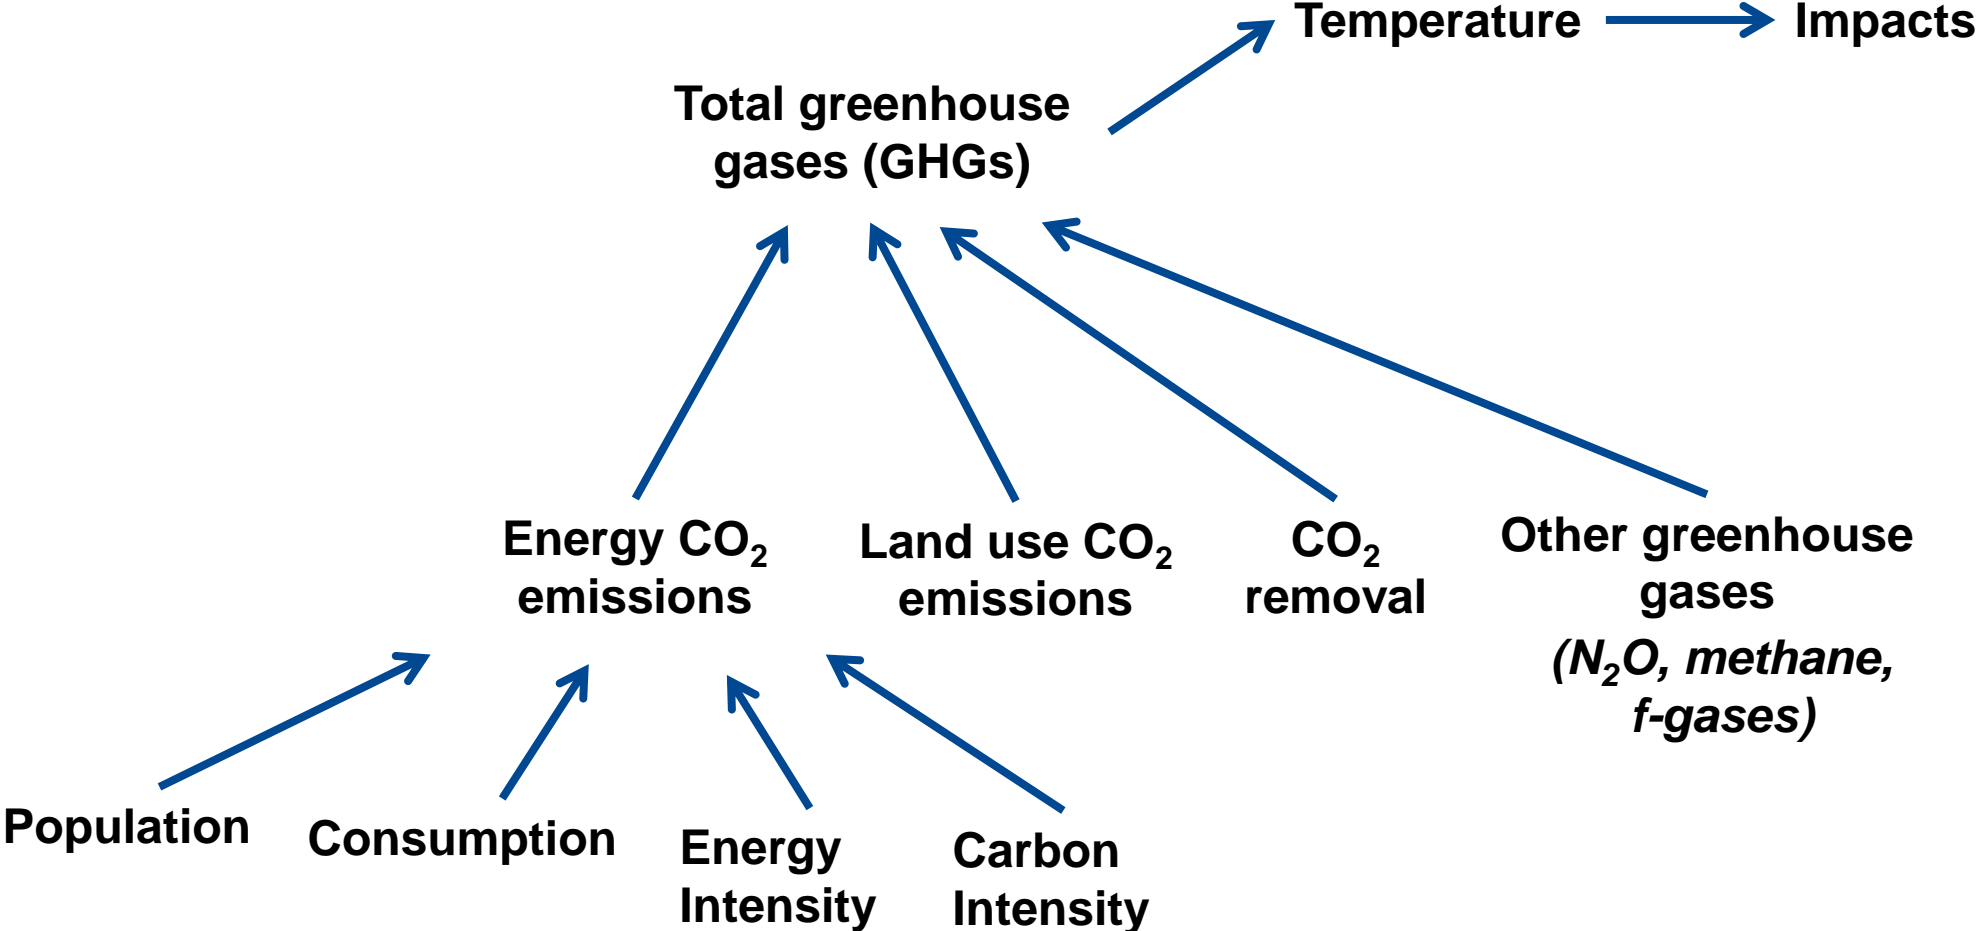 Temperature
Impacts
Total greenhouse
gases (GHGs)
Energy CO₂
emissions
Land use CO₂
emissions
CO₂
removal
Other greenhouse
gases
(N₂O, methane,
f-gases)
Population
Consumption
Energy
Intensity
Carbon
Intensity